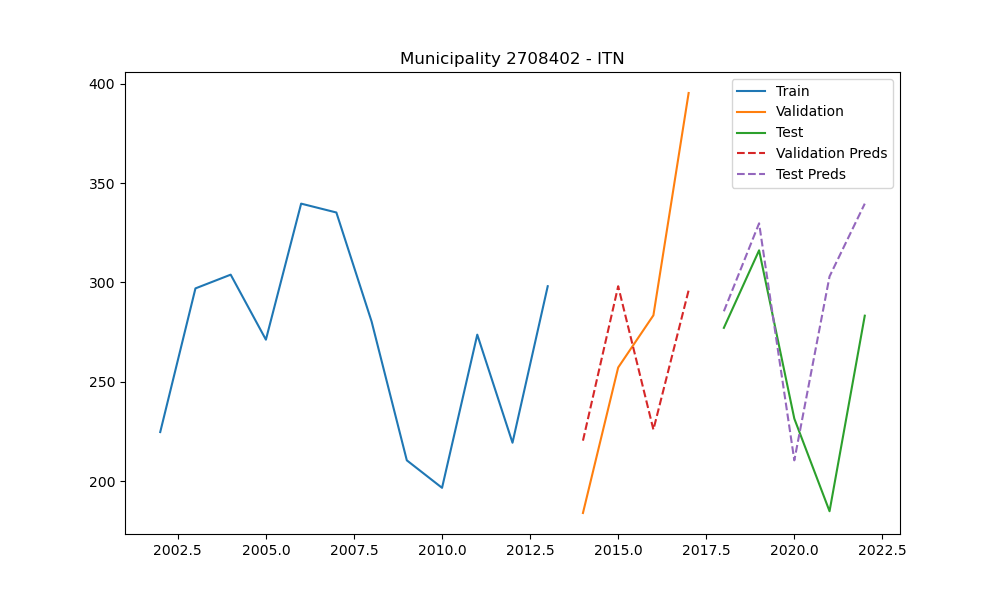 Municipality 2708402 - ITN
400
350
300
250
200
Train
Validation
Test
Validation Preds
Test Preds
2002.5 2005.0 2007.5 2010.0 2012.5 2015.0 2017.5 2020.0 2022.5